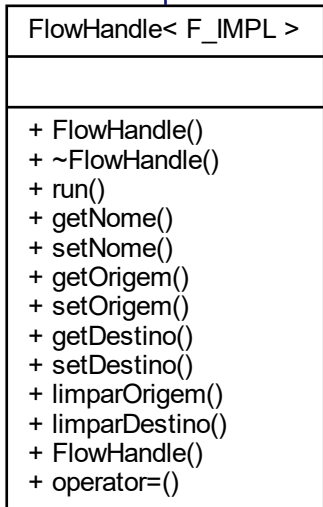 FlowHandle< F_IMPL >
+ FlowHandle()
+ ~FlowHandle()
+ run()
+ getNome()
+ setNome()
+ getOrigem()
+ setOrigem()
+ getDestino()
+ setDestino()
+ limparOrigem()
+ limparDestino()
+ FlowHandle()
+ operator=()